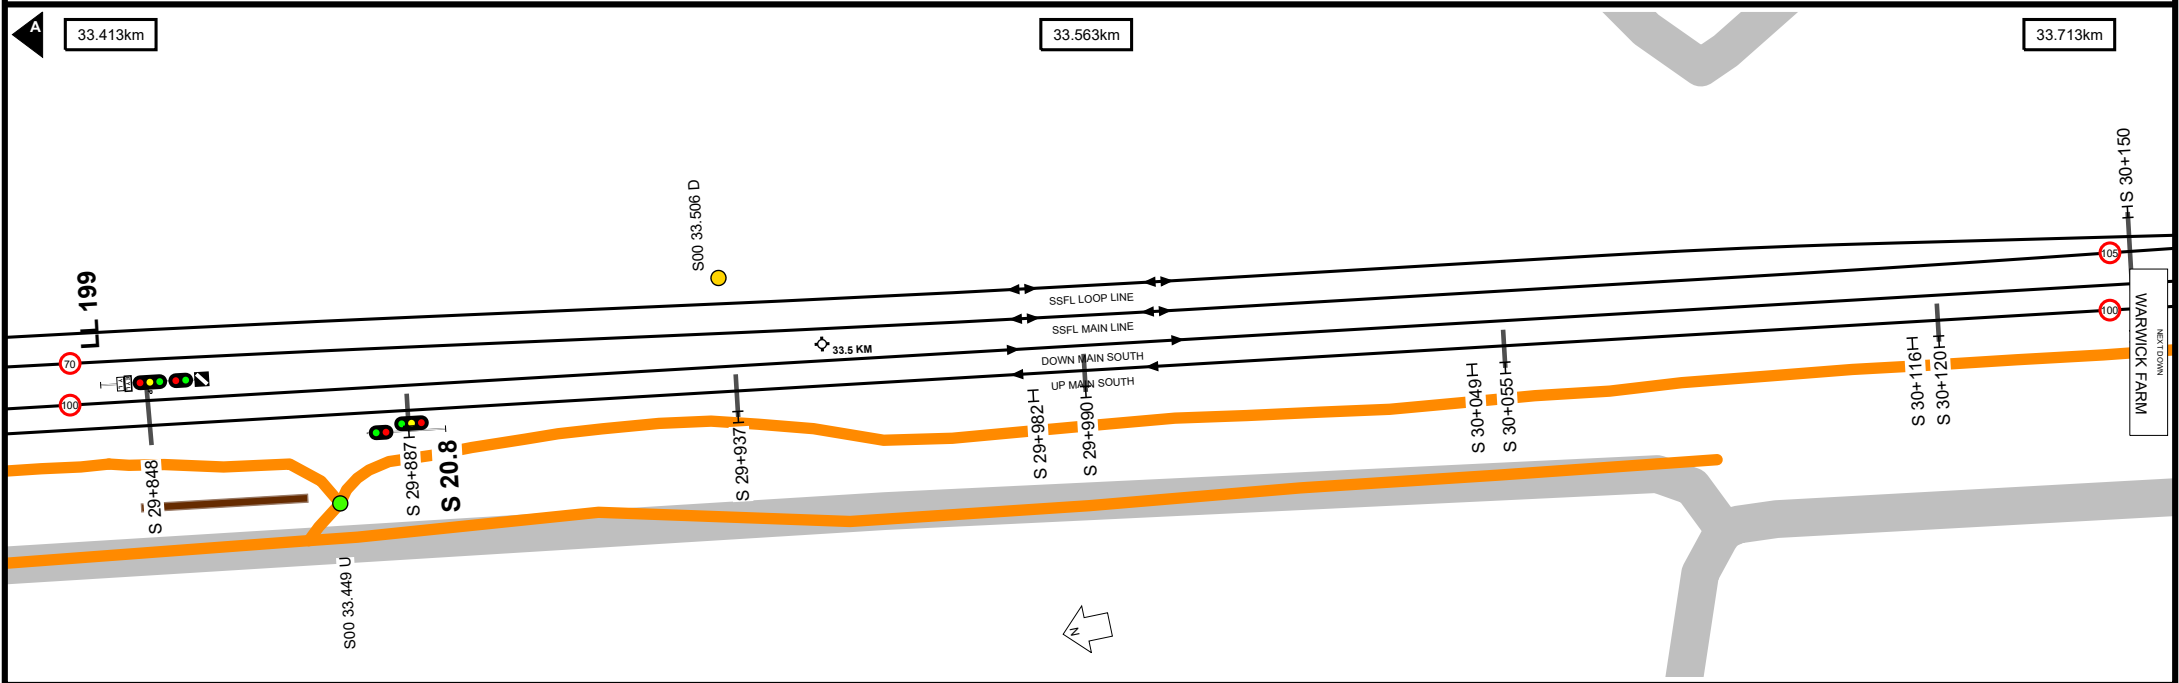 A
33.413km
33.563km
33.713km
S 30+150
S00 33.506 D
L 199
105
SSFL LOOP LINE
SSFL MAIN LINE
DOWN MAIN SOUTH
UP MAIN SOUTH
33.5 KM
70
100
100
WARWICK FARM
NEXT DOWN
S 29+848
S 29+887
S 20.8
S 29+937
S 29+982
S 29+990
S 30+049
S 30+055
S 30+116
S 30+120
S00 33.449 U
N